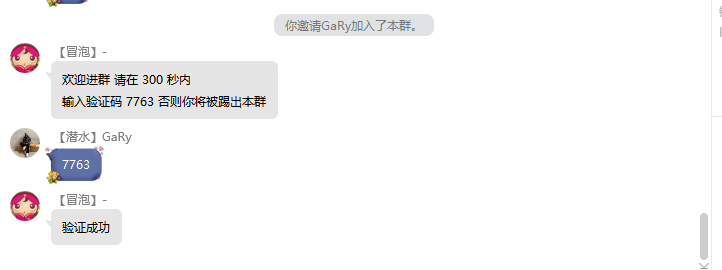 你邀请GaRy加入了本群。
【冒泡】-
欢迎进群 请在 300 秒内
输入验证码 7763 否则你将被踢出本群
【潜水】GaRy
7763
【冒泡】-
验证成功